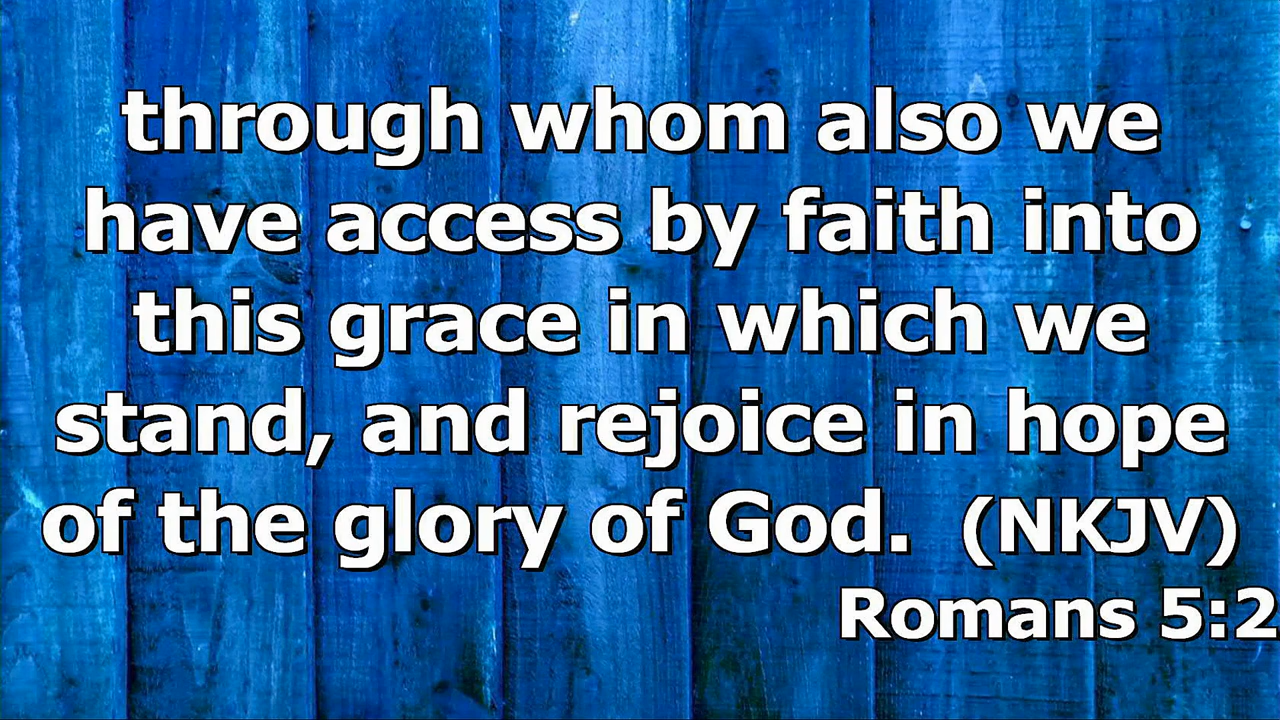 through whom also we
have access by faith into
this grace in which we
stand, and rejoice in hope
of the glory of God.  (NKJV)
Romans 5:2